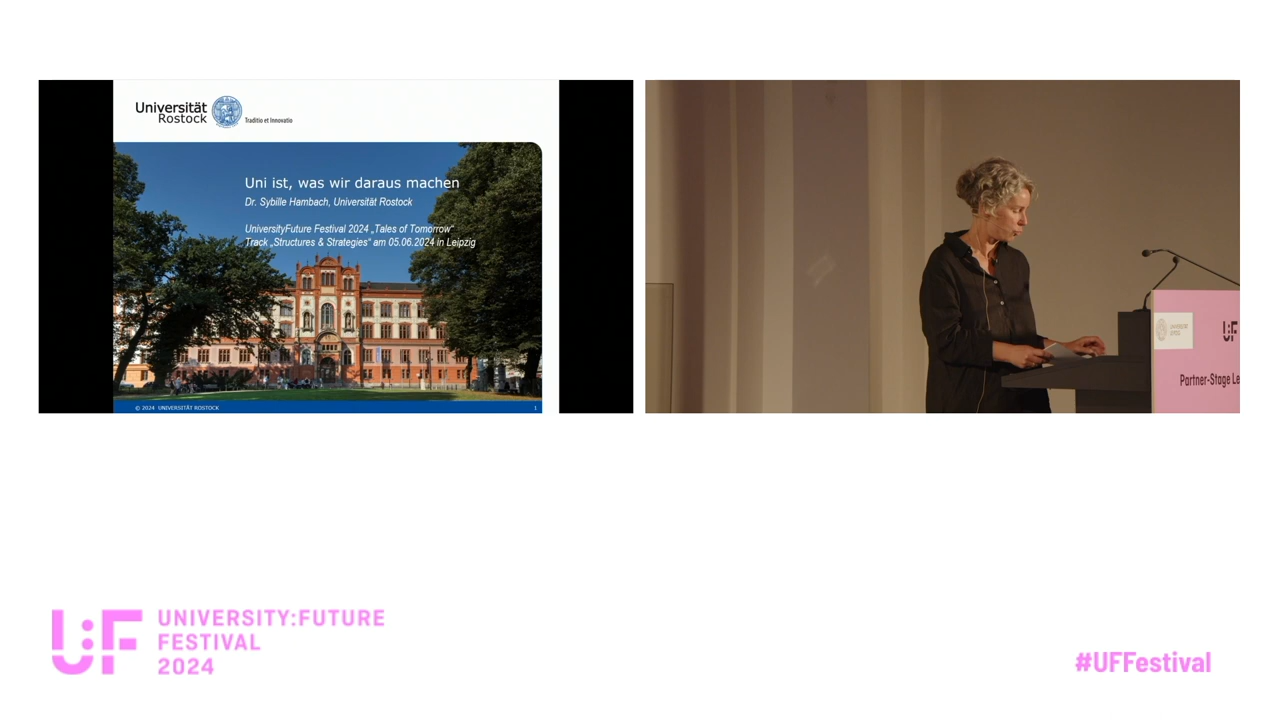 Universität
Rostock
Traditio et Innovatio
Uni ist, was wir daraus machen
Dr. Sybille Hambach, Universität Rostock
UniversityFuture Festival 2024 „Tales of Tomorrow“
Track „Structures & Strategies“ am 05.06.2024 in Leipzig
© 2024 UNIVERSITÄT ROSTOCK
1
U:F
Partner-Stage Le
U:F
UNIVERSITY:FUTURE
FESTIVAL
2024
#UFFestival